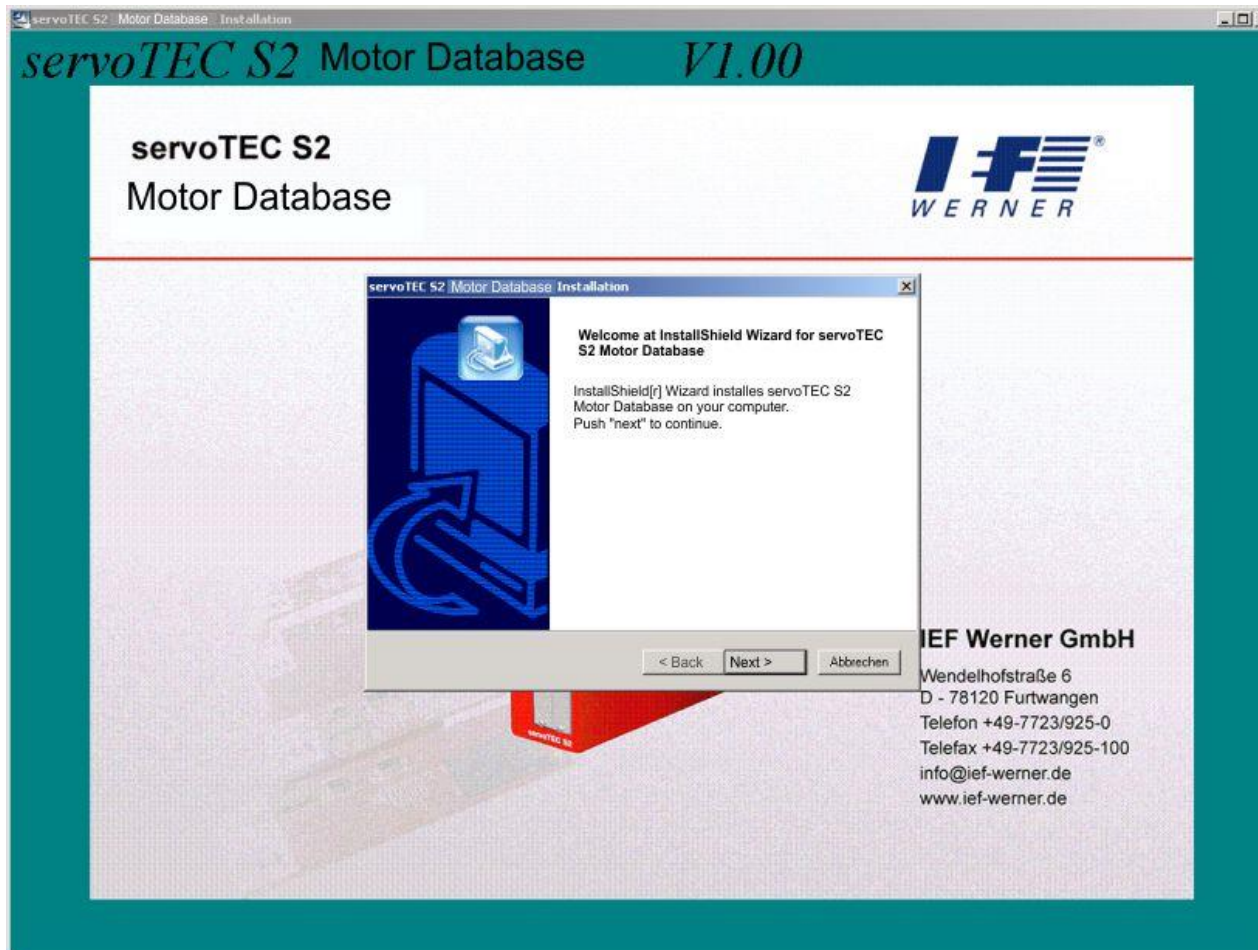 servoTEC S2 Motor Database Installation
servoTEC S2 Motor Database V1.00
servoTEC S2
Motor Database
IEF®
WERNER
servoTEC S2 Motor Database Installation
Welcome at InstallShield Wizard for servoTEC
S2 Motor Database
InstallShield[r] Wizard installes servoTEC S2
Motor Database on your computer.
Push "next" to continue.
< Back Next > Abbrechen
servoTEC S2
IEF Werner GmbH
Wendelhofstraße 6
D - 78120 Furtwangen
Telefon +49-7723/925-0
Telefax +49-7723/925-100
info@ief-werner.de
www.ief-werner.de